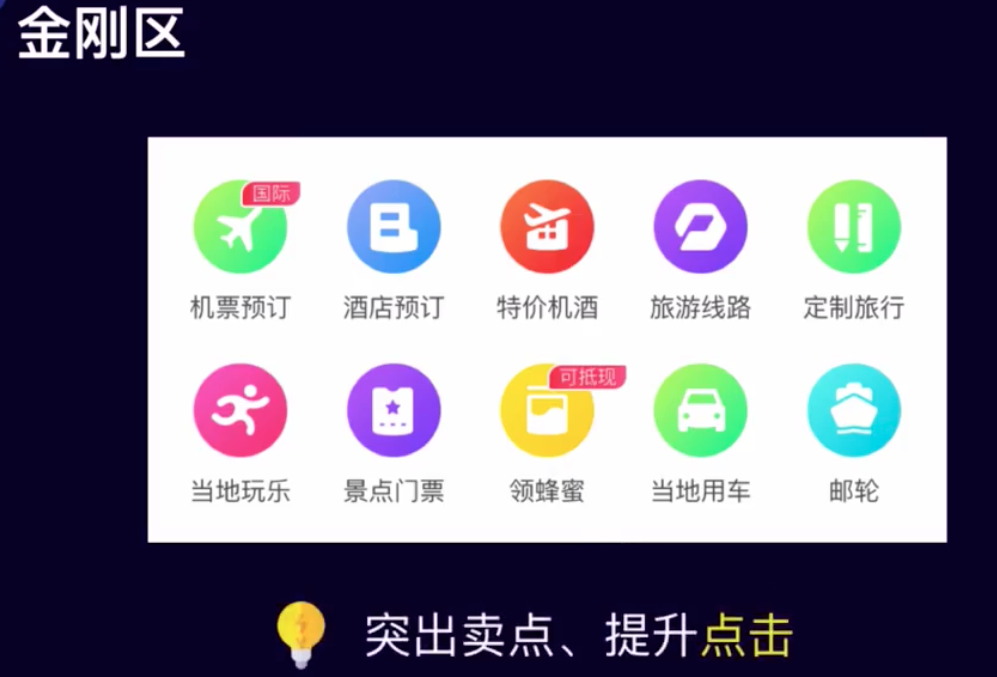 金刚区
国际
机票预订 酒店预订 特价机酒 旅游线路 定制旅行
可抵现
当地玩乐 景点门票 领蜂蜜 当地用车 邮轮
突出卖点、提升点击